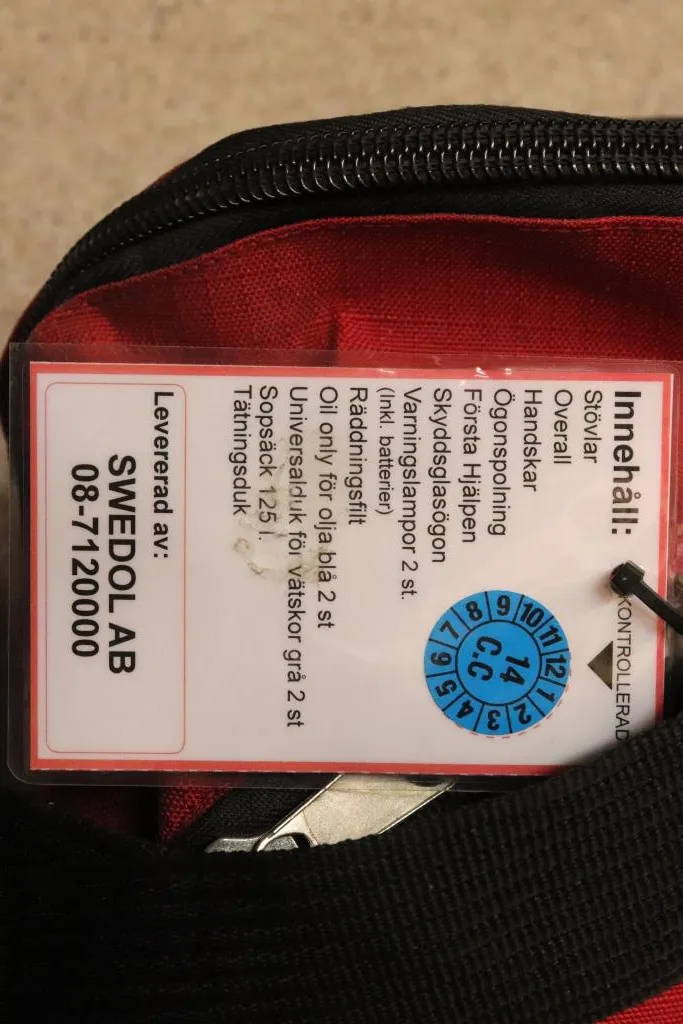 Innehåll:
Stövlar
Overall
Handskar
Ögonspolning
Första Hjälpen
Skyddsglasögon
Varningslampor 2 st.
(Inkl. batterier)
Räddningsfilt
Oil only för olja blå 2 st
Universalduk för vätskor grå 2 st
Sopsäck 125 l.
Tätningsduk
KONTROLLERAD
12 1 2 3 4 5 6 7 8 9 10 11
14
C.C
Levererad av:
SWEDOL AB
08-7120000